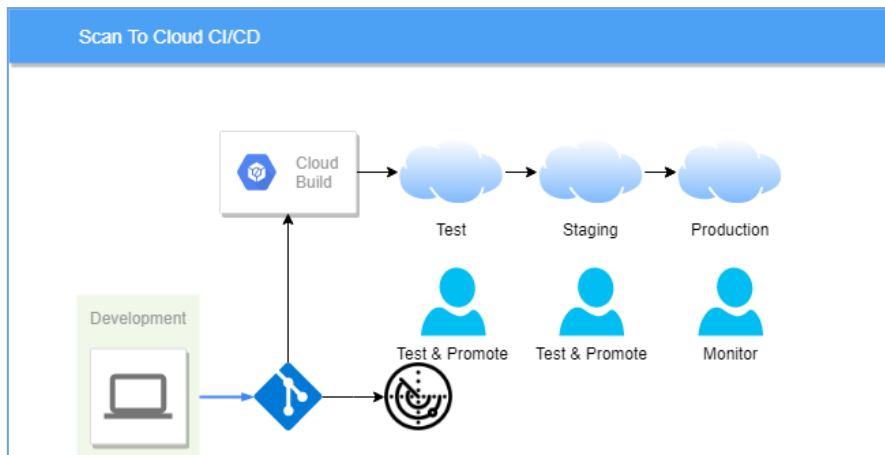 Scan To Cloud CI/CD
Cloud
Build
Test
Staging
Production
Development
Test & Promote
Test & Promote
Monitor